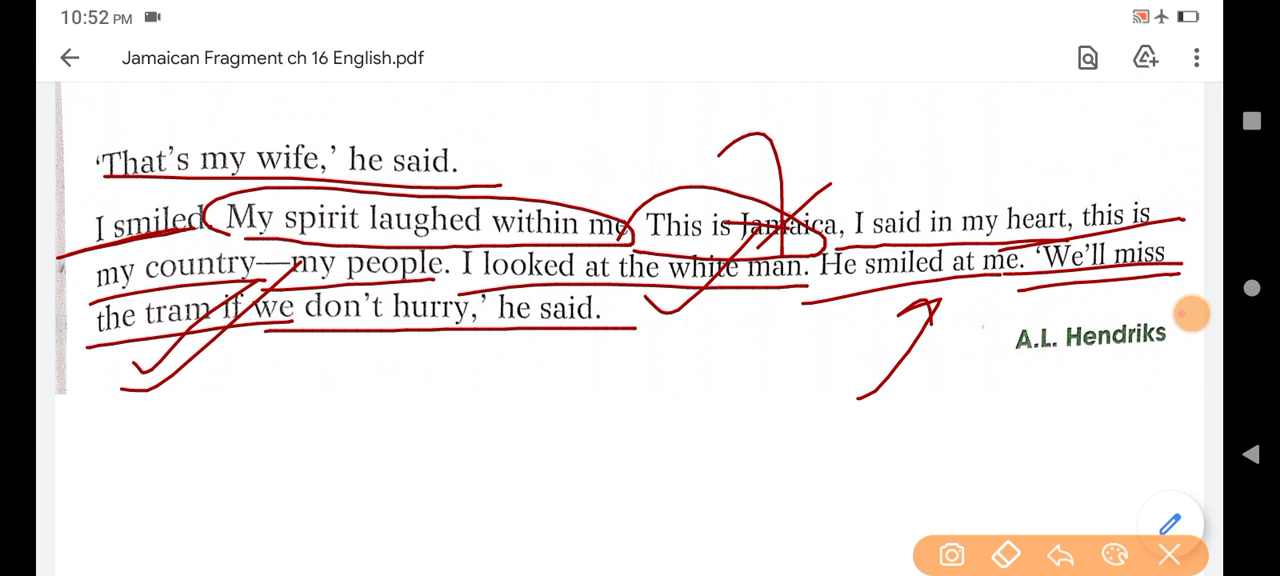 10:52 PM
Jamaican Fragment ch 16 English.pdf
‘That’s my wife,’ he said.
I smiled. My spirit laughed within me. This is Jamaica, I said in my heart, this is
my country—my people. I looked at the white man. He smiled at me. ‘We’ll miss
the tram if we don’t hurry,’ he said.
A.L. Hendriks